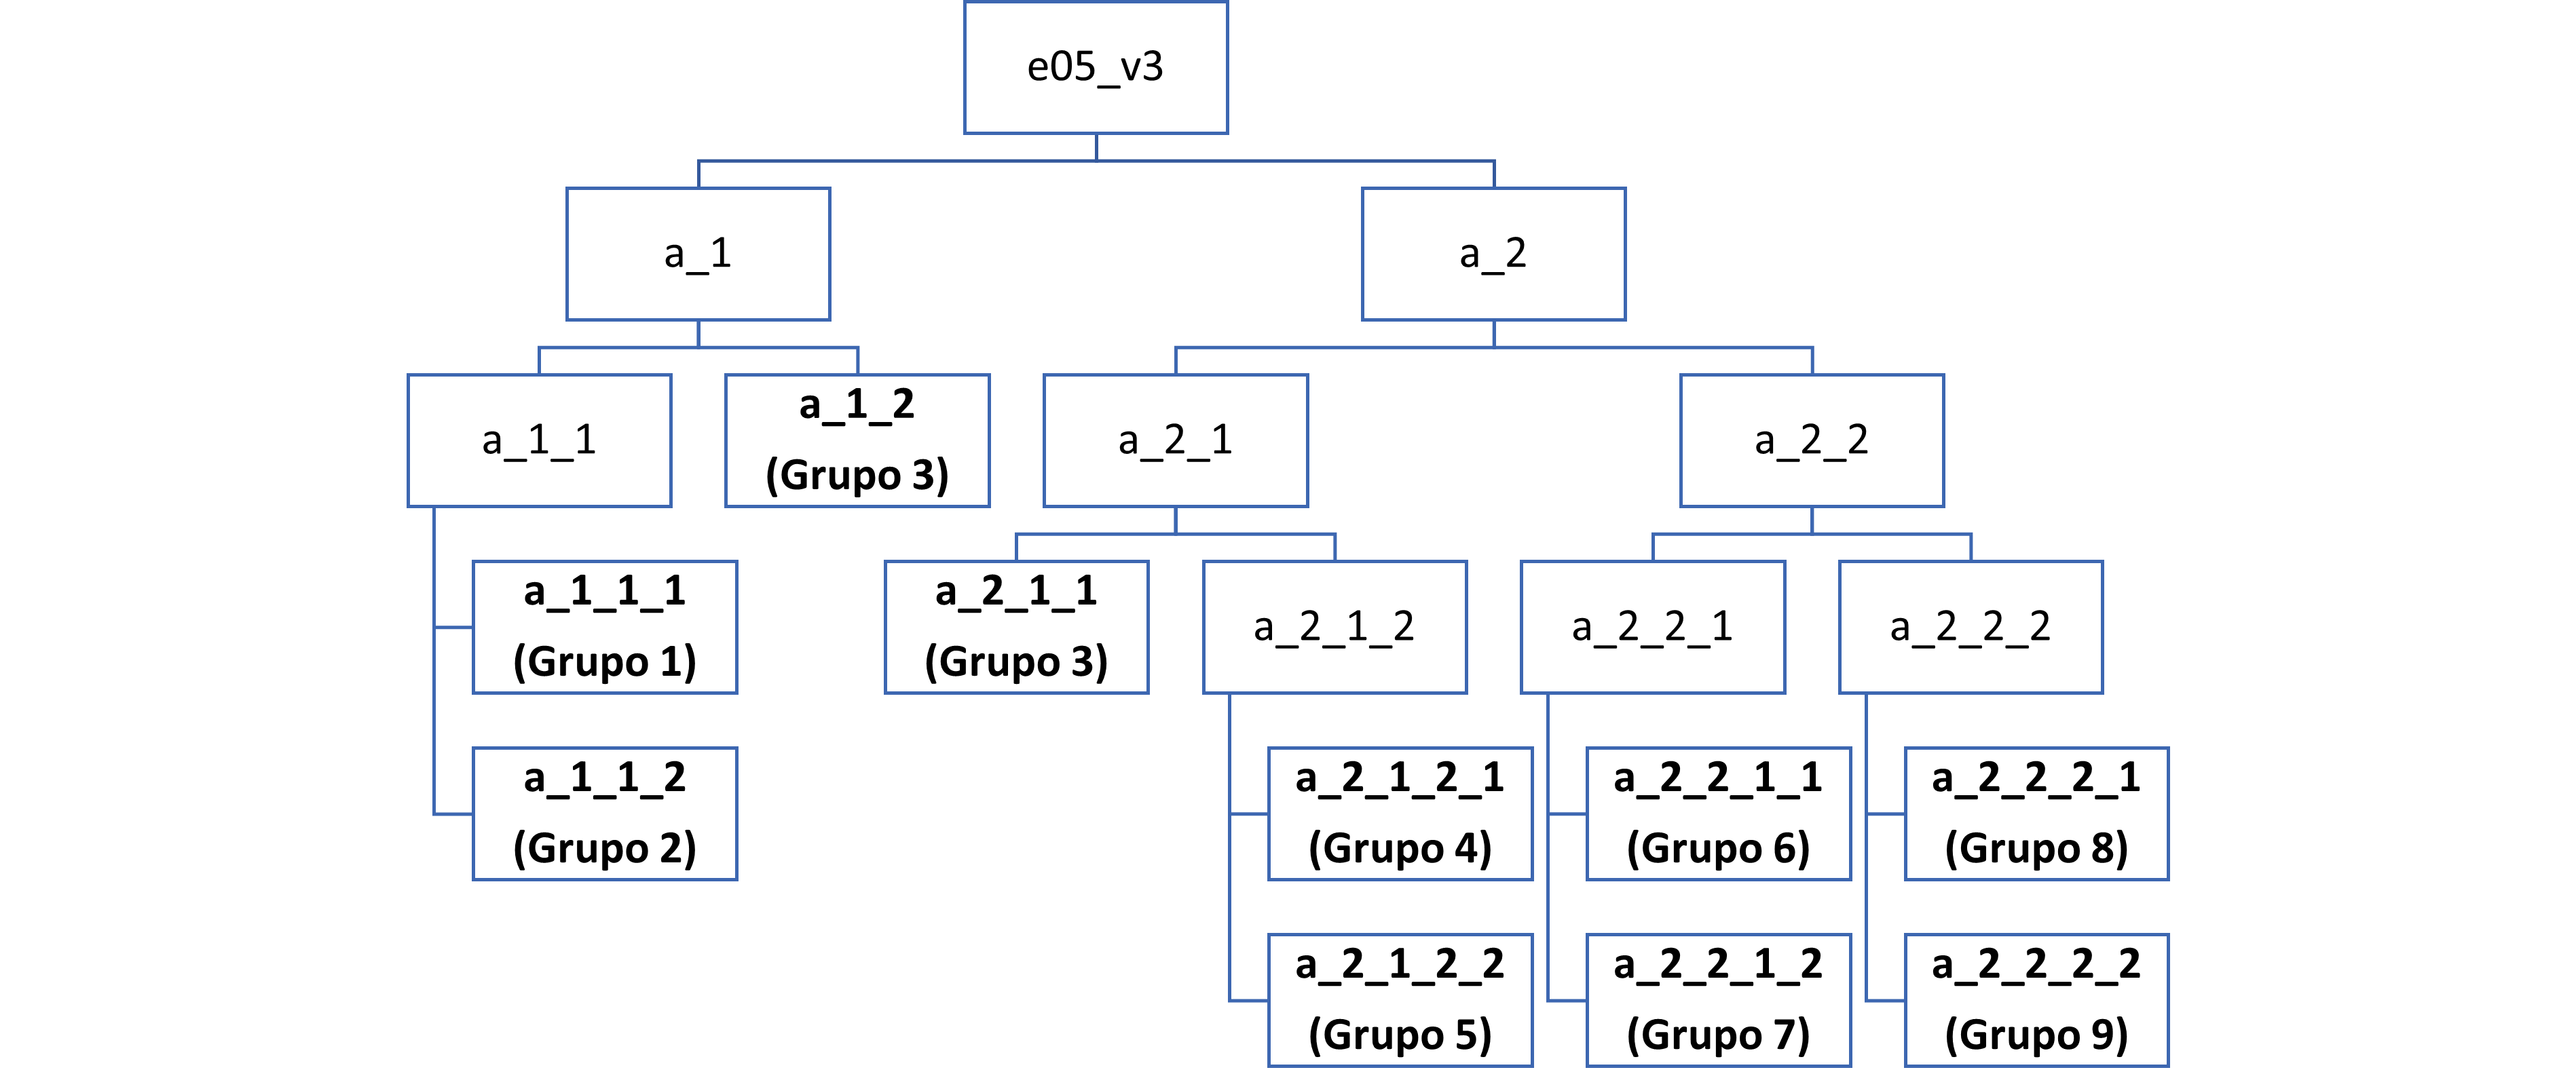 e05_v3
a_1
a_2
a_1_1
a_1_2
(Grupo 3)
a_2_1
a_2_2
a_1_1_1
(Grupo 1)
a_2_1_1
(Grupo 3)
a_2_1_2
a_2_2_1
a_2_2_2
a_1_1_2
(Grupo 2)
a_2_1_2_1
(Grupo 4)
a_2_2_1_1
(Grupo 6)
a_2_2_2_1
(Grupo 8)
a_2_1_2_2
(Grupo 5)
a_2_2_1_2
(Grupo 7)
a_2_2_2_2
(Grupo 9)